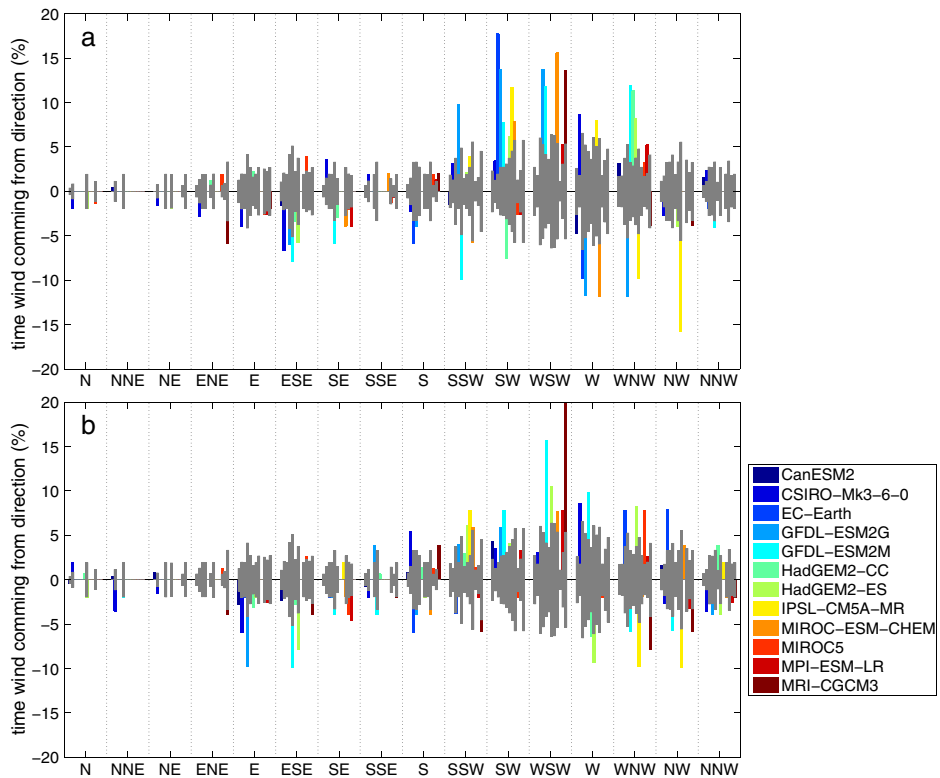 a
time wind comming from direction (%)
20
15
10
5
0
−5
−10
−15
−20
N NNE NE ENE E ESE SE SSE S SSW SW WSW W WNW NW NNW
b
time wind comming from direction (%)
20
15
10
5
0
−5
−10
−15
−20
N NNE NE ENE E ESE SE SSE S SSW SW WSW W WNW NW NNW
CanESM2
CSIRO−Mk3−6−0
EC−Earth
GFDL−ESM2G
GFDL−ESM2M
HadGEM2−CC
HadGEM2−ES
IPSL−CM5A−MR
MIROC−ESM−CHEM
MIROC5
MPI−ESM−LR
MRI−CGCM3